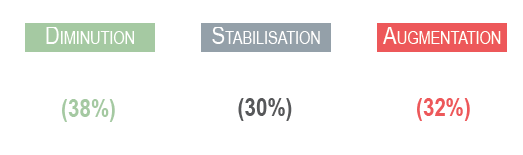 Diminution Stabilisation Augmentation
(38%) (30%) (32%)